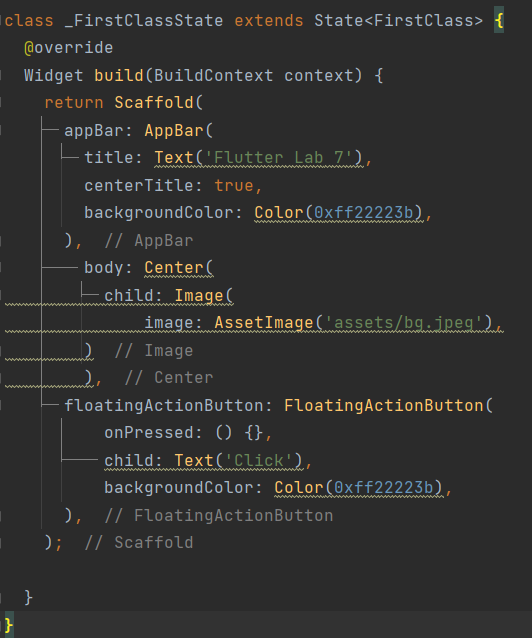 class _FirstClassState extends State<FirstClass> {
  @override
  Widget build(BuildContext context) {
    return Scaffold(
      appBar: AppBar(
        title: Text('Flutter Lab 7'),
        centerTitle: true,
        backgroundColor: Color(0xff22223b),
      ),  // AppBar
        body: Center(
          child: Image(
              image: AssetImage('assets/bg.jpeg'),
        )  // Image
        ),  // Center
      floatingActionButton: FloatingActionButton(
          onPressed: () {},
          child: Text('Click'),
          backgroundColor: Color(0xff22223b),
      ),  // FloatingActionButton
    );  // Scaffold
  }
}